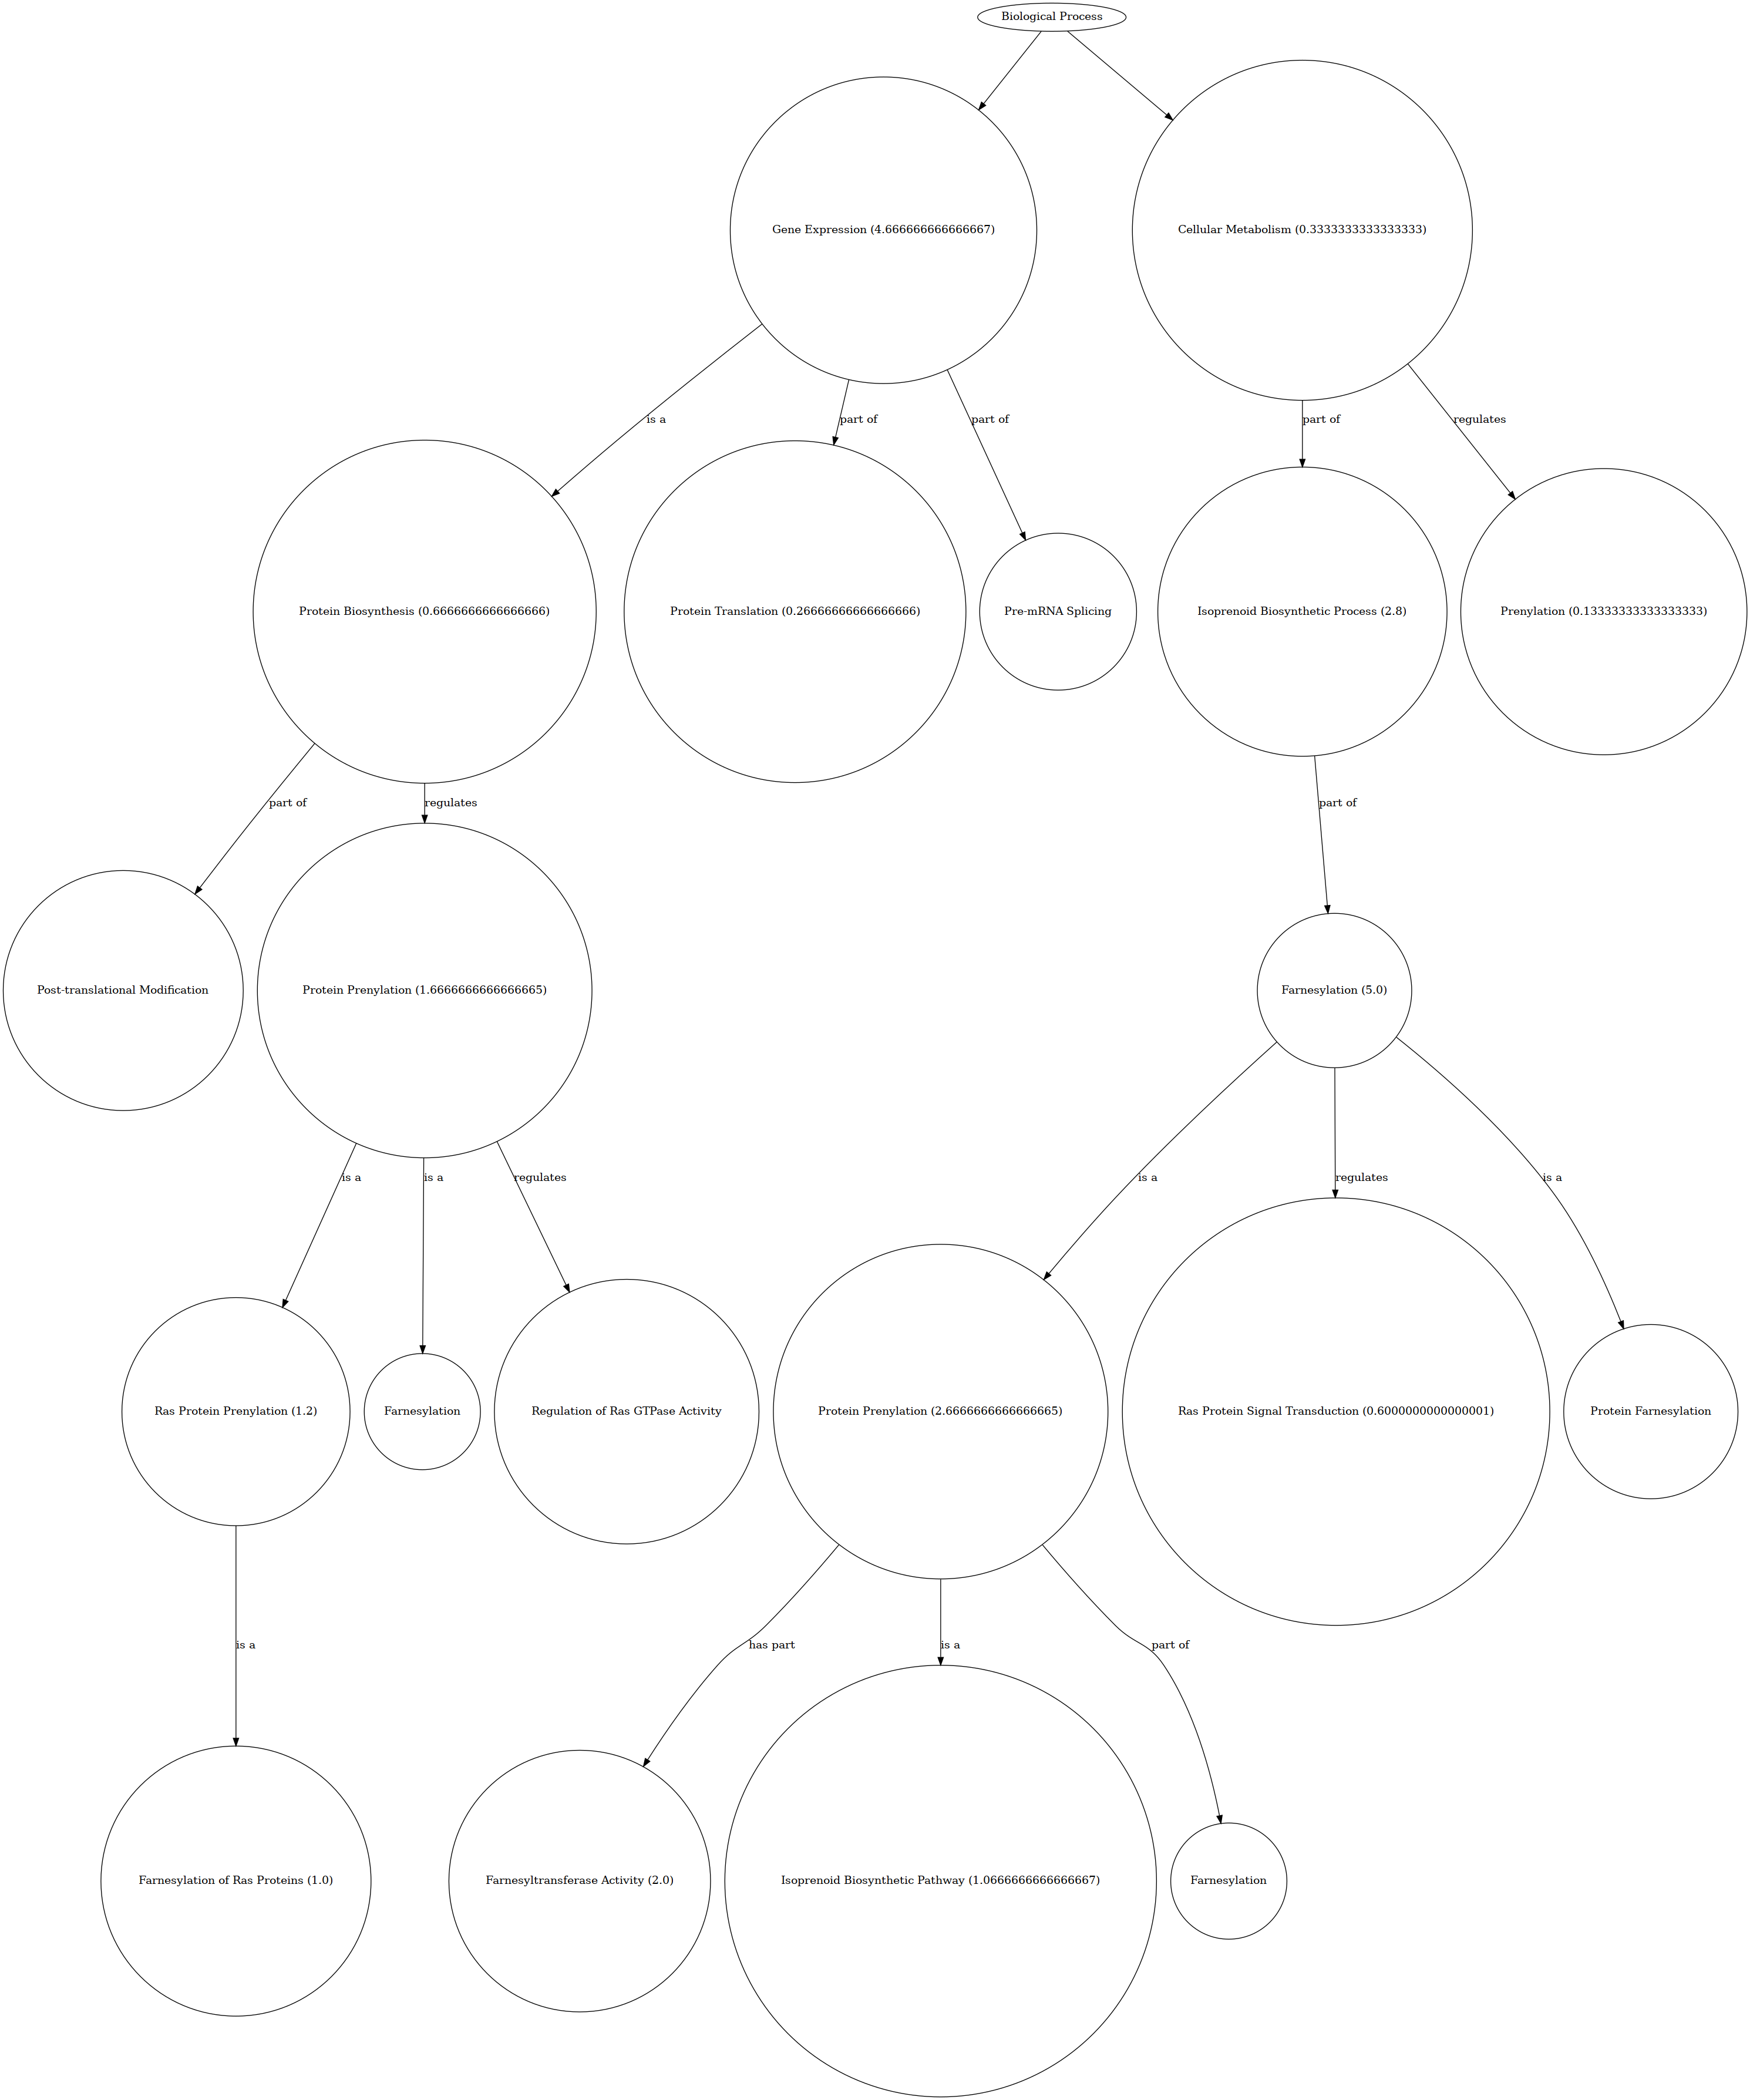 Biological Process
Gene Expression (4.666666666666667)
Cellular Metabolism (0.3333333333333333)
is a
part of
part of
part of
regulates
Protein Biosynthesis (0.6666666666666666)
Protein Translation (0.26666666666666666)
Pre-mRNA Splicing
Isoprenoid Biosynthetic Process (2.8)
Prenylation (0.13333333333333333)
part of
regulates
part of
Post-translational Modification
Protein Prenylation (1.6666666666666665)
Farnesylation (5.0)
is a
is a
regulates
is a
regulates
is a
Ras Protein Prenylation (1.2)
Farnesylation
Regulation of Ras GTPase Activity
Protein Prenylation (2.6666666666666665)
Ras Protein Signal Transduction (0.6000000000000001)
Protein Farnesylation
is a
has part
is a
part of
Farnesylation of Ras Proteins (1.0)
Farnesyltransferase Activity (2.0)
Isoprenoid Biosynthetic Pathway (1.0666666666666667)
Farnesylation